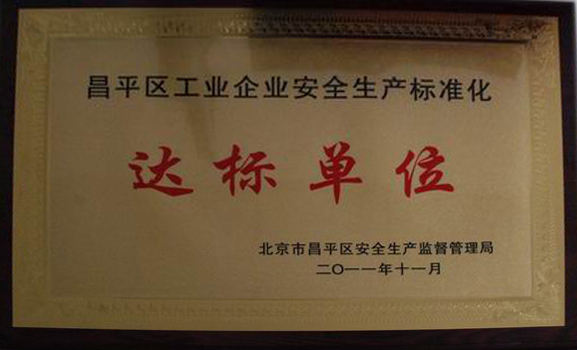 昌平区工业企业安全生产标准化
达标单位
北京市昌平区安全生产监督管理局
二〇一一年十一月